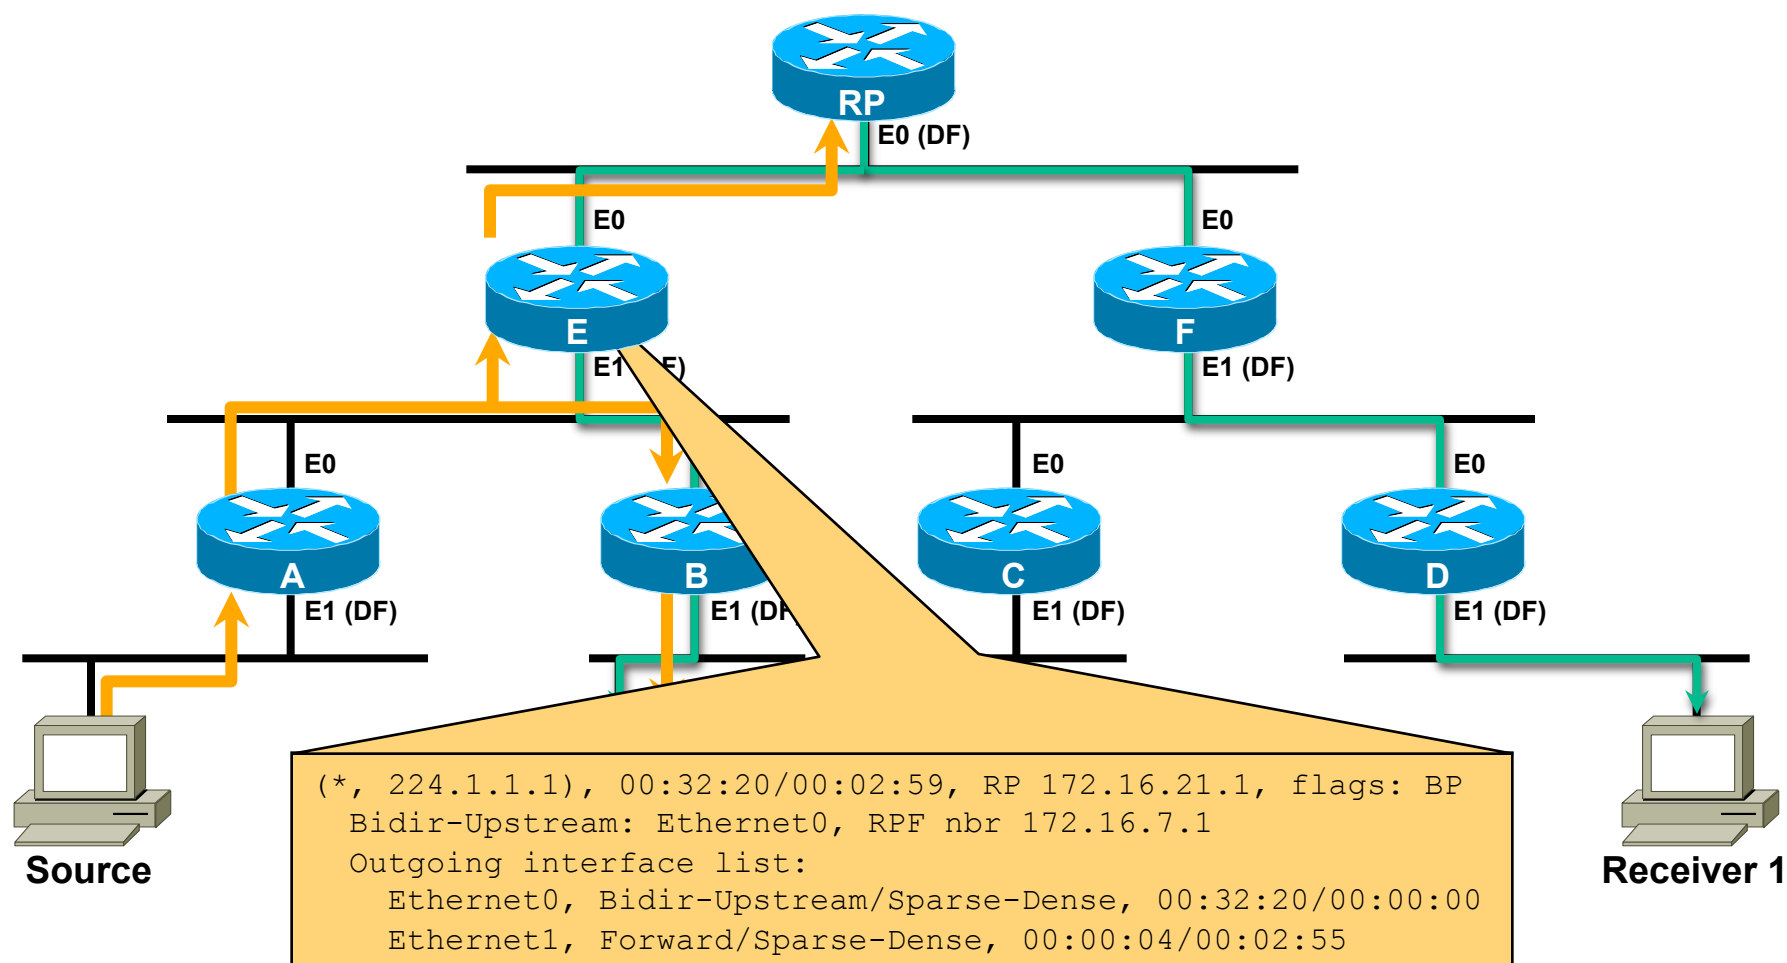 RP
E0 (DF)
E0
E0
E
F
E1
F)
E1 (DF)
E0
E0
E0
A
B
C
D
E1 (DF)
E1 (DF
E1 (DF)
E1 (DF)
(*, 224.1.1.1), 00:32:20/00:02:59, RP 172.16.21.1, flags: BP
Bidir-Upstream: Ethernet0, RPF nbr 172.16.7.1
Outgoing interface list:
Ethernet0, Bidir-Upstream/Sparse-Dense, 00:32:20/00:00:00
Ethernet1, Forward/Sparse-Dense, 00:00:04/00:02:55
Source
Receiver 1